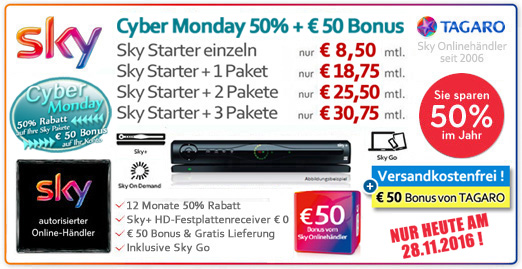 sky
Cyber Monday 50% + € 50 Bonus
Sky Starter einzeln nur € 8,50 mtl.
Sky Starter + 1 Paket nur € 18,75 mtl.
Sky Starter + 2 Pakete nur € 25,50 mtl.
Sky Starter + 3 Pakete nur € 30,75 mtl.
TAGARO
Sky Onlinehändler
seit 2006
Cyber
Monday
50% Rabatt
auf Ihre Sky Pakete
€ 50 Bonus
auf Ihr Konto
Sie sparen
50%
im Jahr
sky
autorisierter
Online-Händler
Sky+
Sky On Demand
Abbildungsbeispiel
Sky Go
✓ 12 Monate 50% Rabatt
✓ Sky+ HD-Festplattenreceiver € 0
✓ € 50 Bonus & Gratis Lieferung
✓ Inklusive Sky Go
€50
Bonus vom
Sky Onlinehändler
+
Versandkostenfrei !
€ 50 Bonus von TAGARO
NUR HEUTE AM
28.11.2016 !